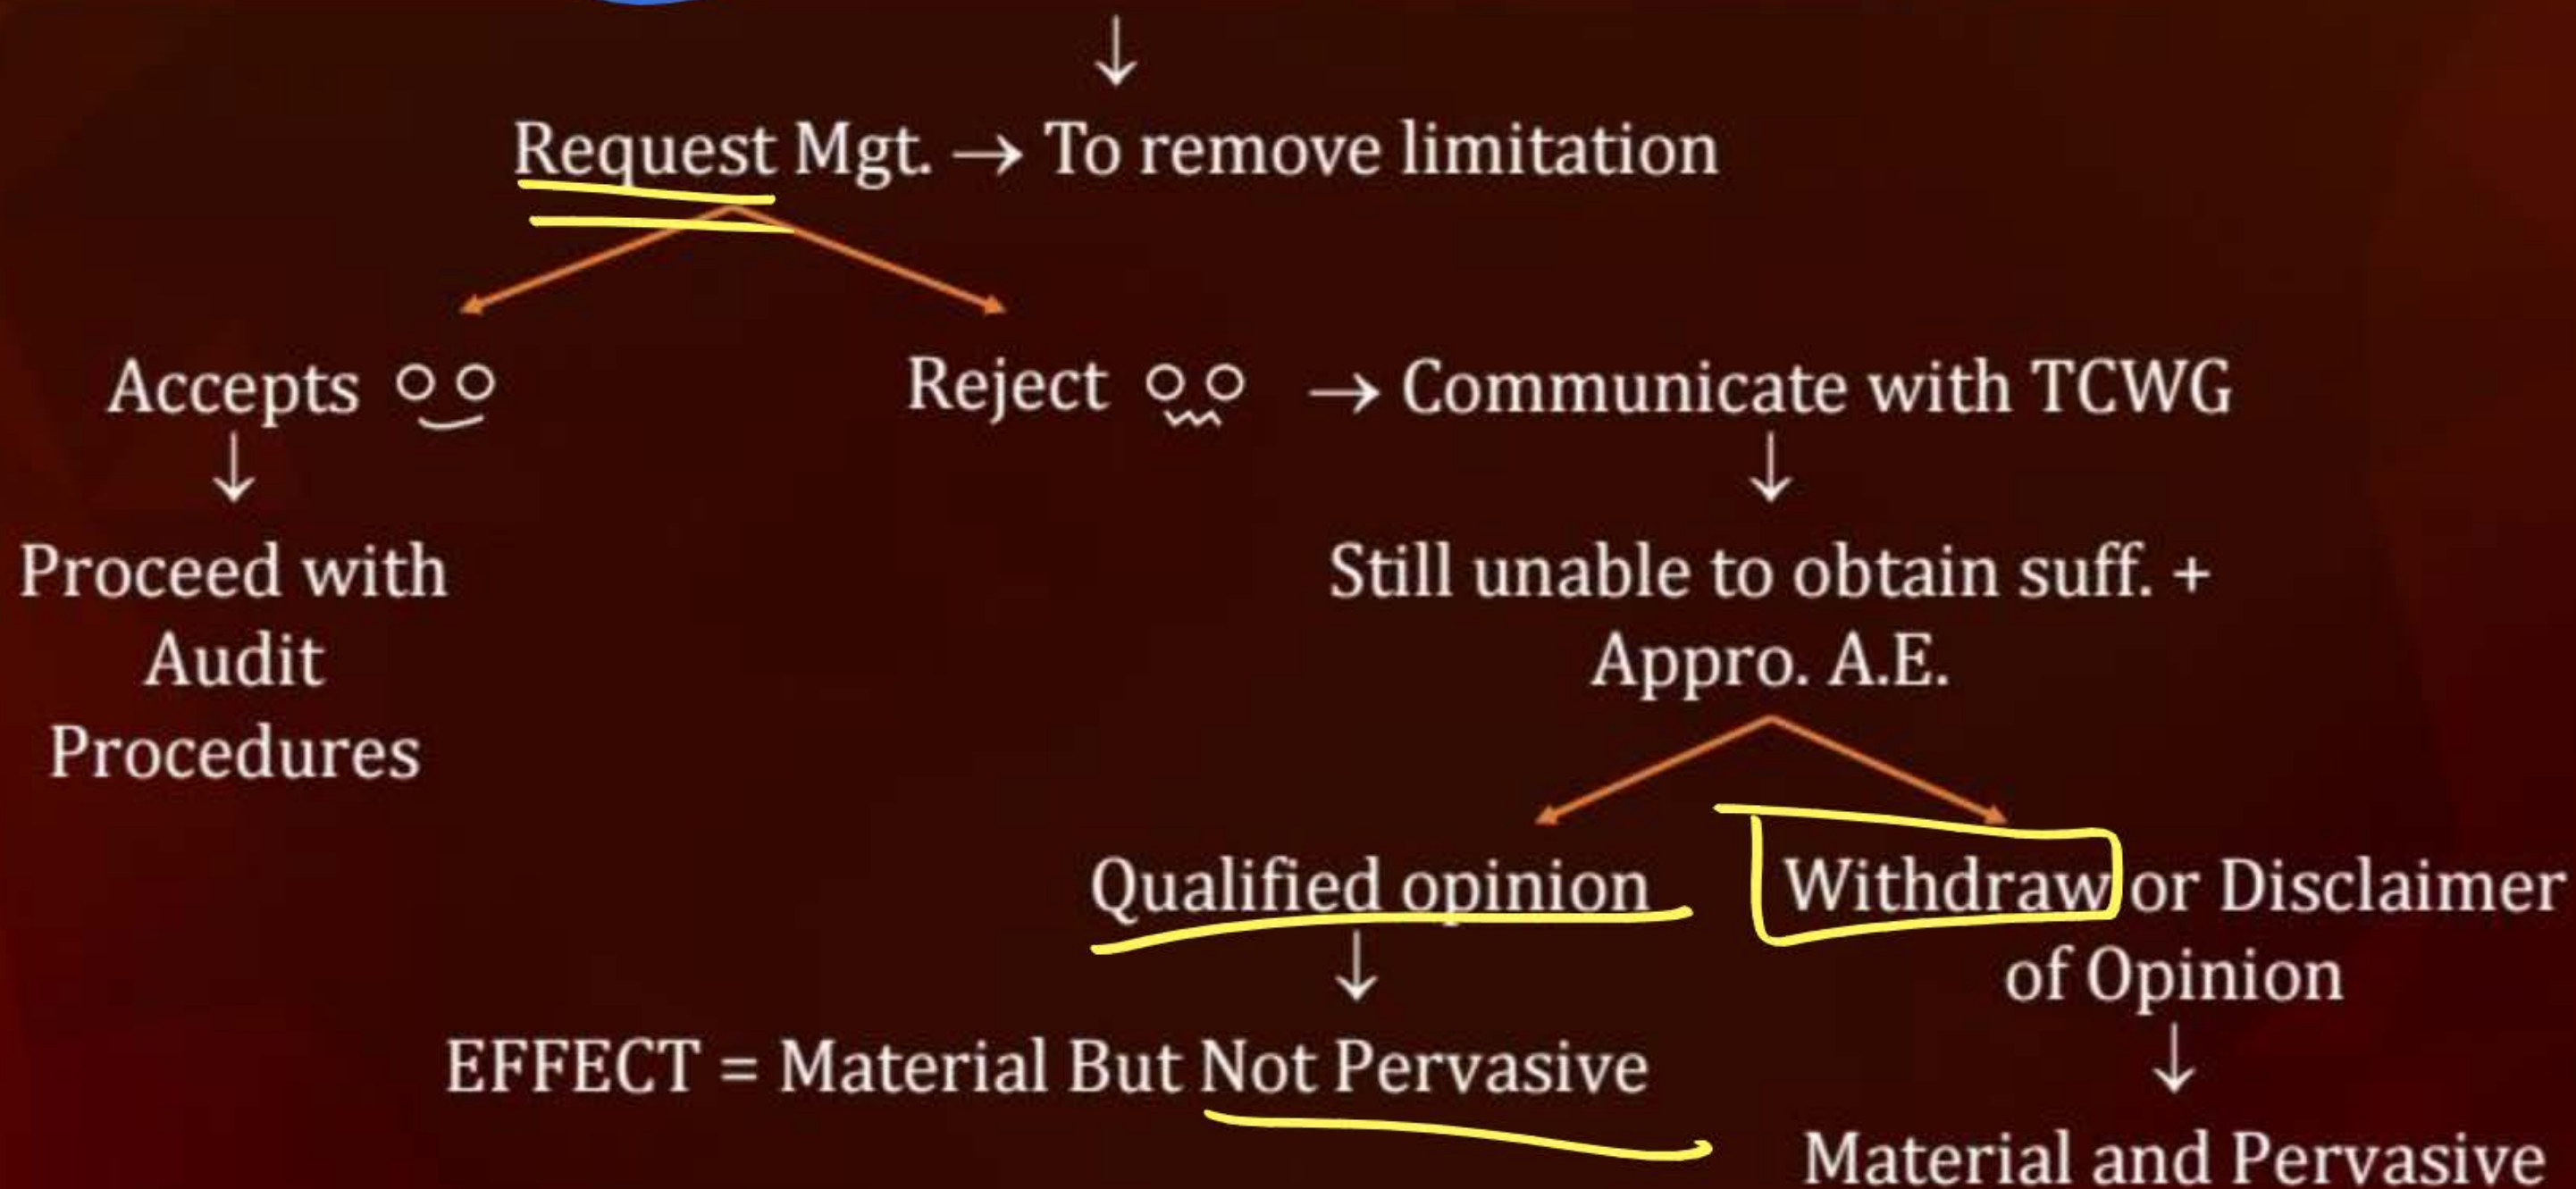 ↓
Request Mgt. → To remove limitation
Accepts
Reject → Communicate with TCWG
↓ ↓
Proceed with
Audit
Procedures
Still unable to obtain suff. +
Appro. A.E.
Qualified opinion
Withdraw or Disclaimer
of Opinion
↓
EFFECT = Material But Not Pervasive
↓
Material and Pervasive